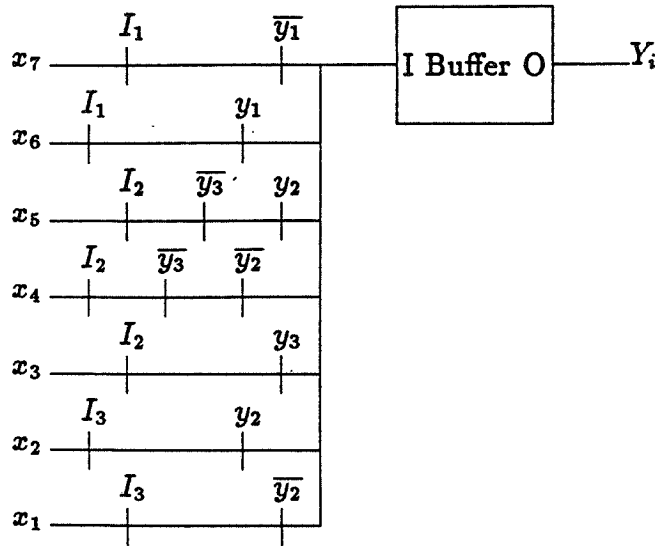 I₁ y̅₁
x₇ I Buffer O Yᵢ
I₁ y₁
x₆
I₂ y̅₃ y₂
x₅
I₂ y̅₃ y̅₂
x₄
I₂ y₃
x₃
I₃ y₂
x₂
I₃ y̅₂
x₁